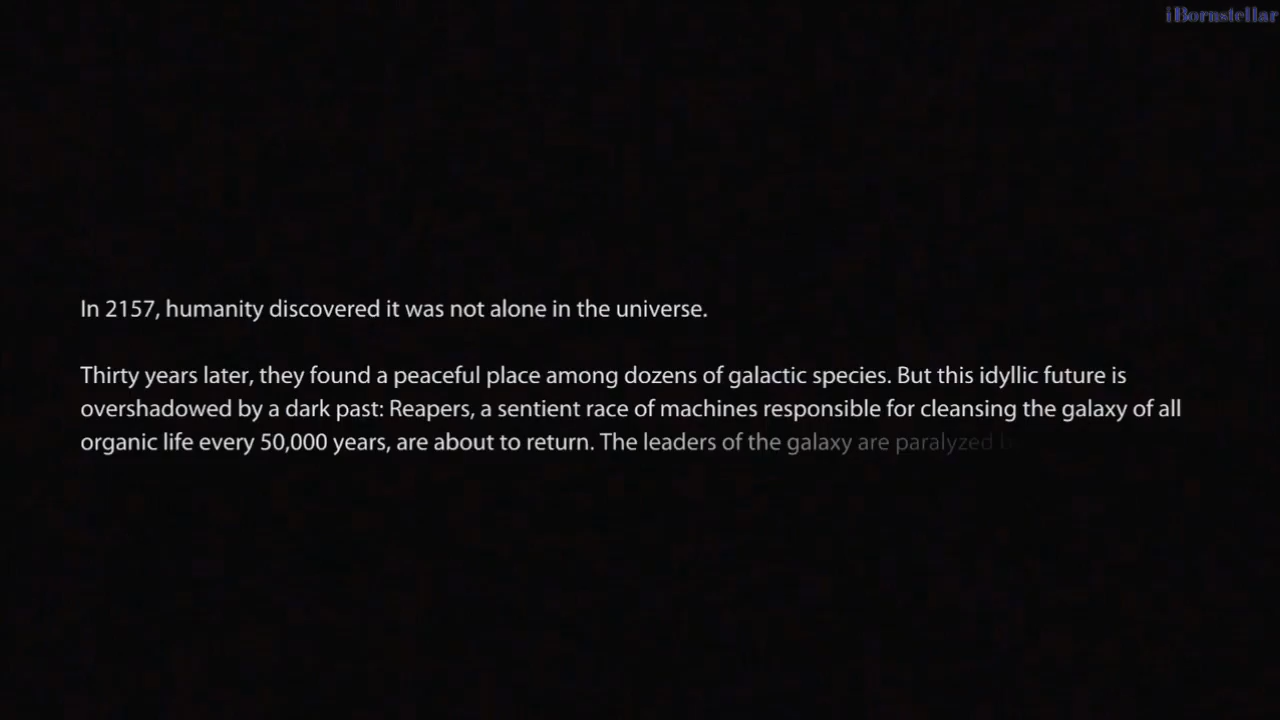 iBornstellar
In 2157, humanity discovered it was not alone in the universe.
Thirty years later, they found a peaceful place among dozens of galactic species. But this idyllic future is
overshadowed by a dark past: Reapers, a sentient race of machines responsible for cleansing the galaxy of all
organic life every 50,000 years, are about to return. The leaders of the galaxy are paralyzed